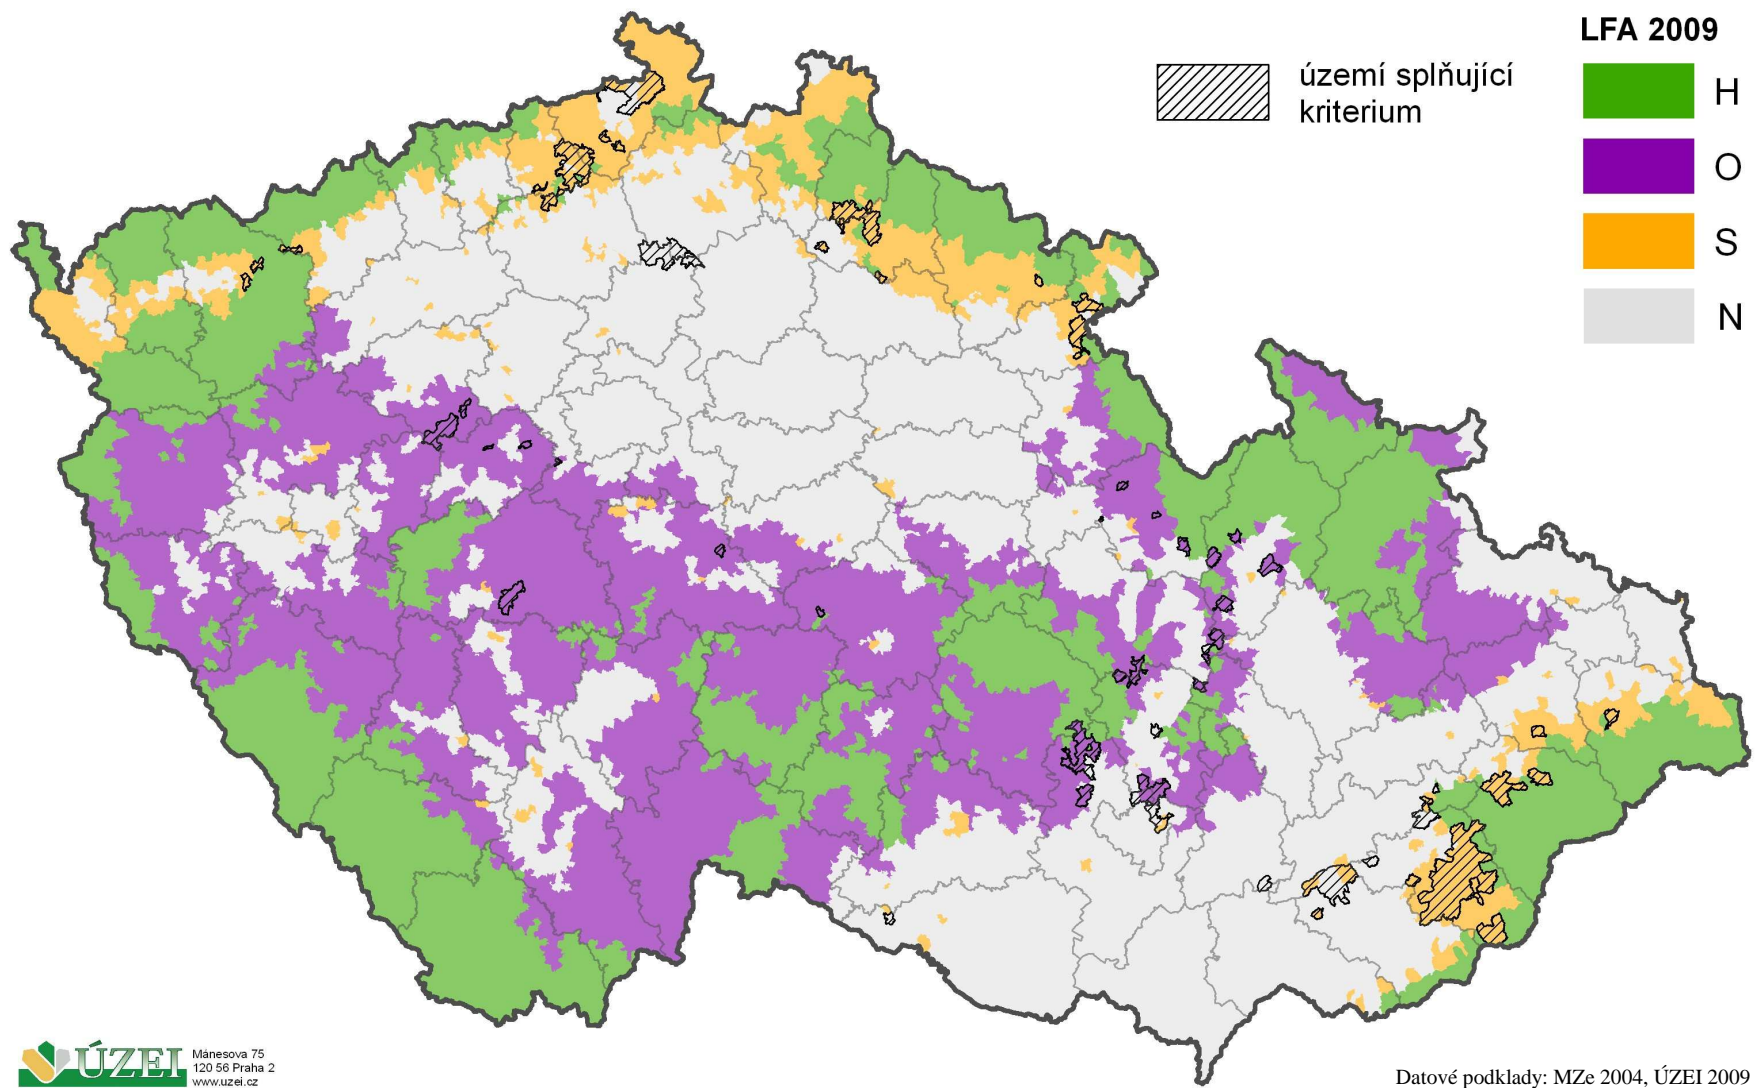 LFA 2009
území splňující
kriterium
H
O
S
N
ÚZEI
Mánesova 75
120 56 Praha 2
www.uzei.cz
Datové podklady: MZe 2004, ÚZEI 2009